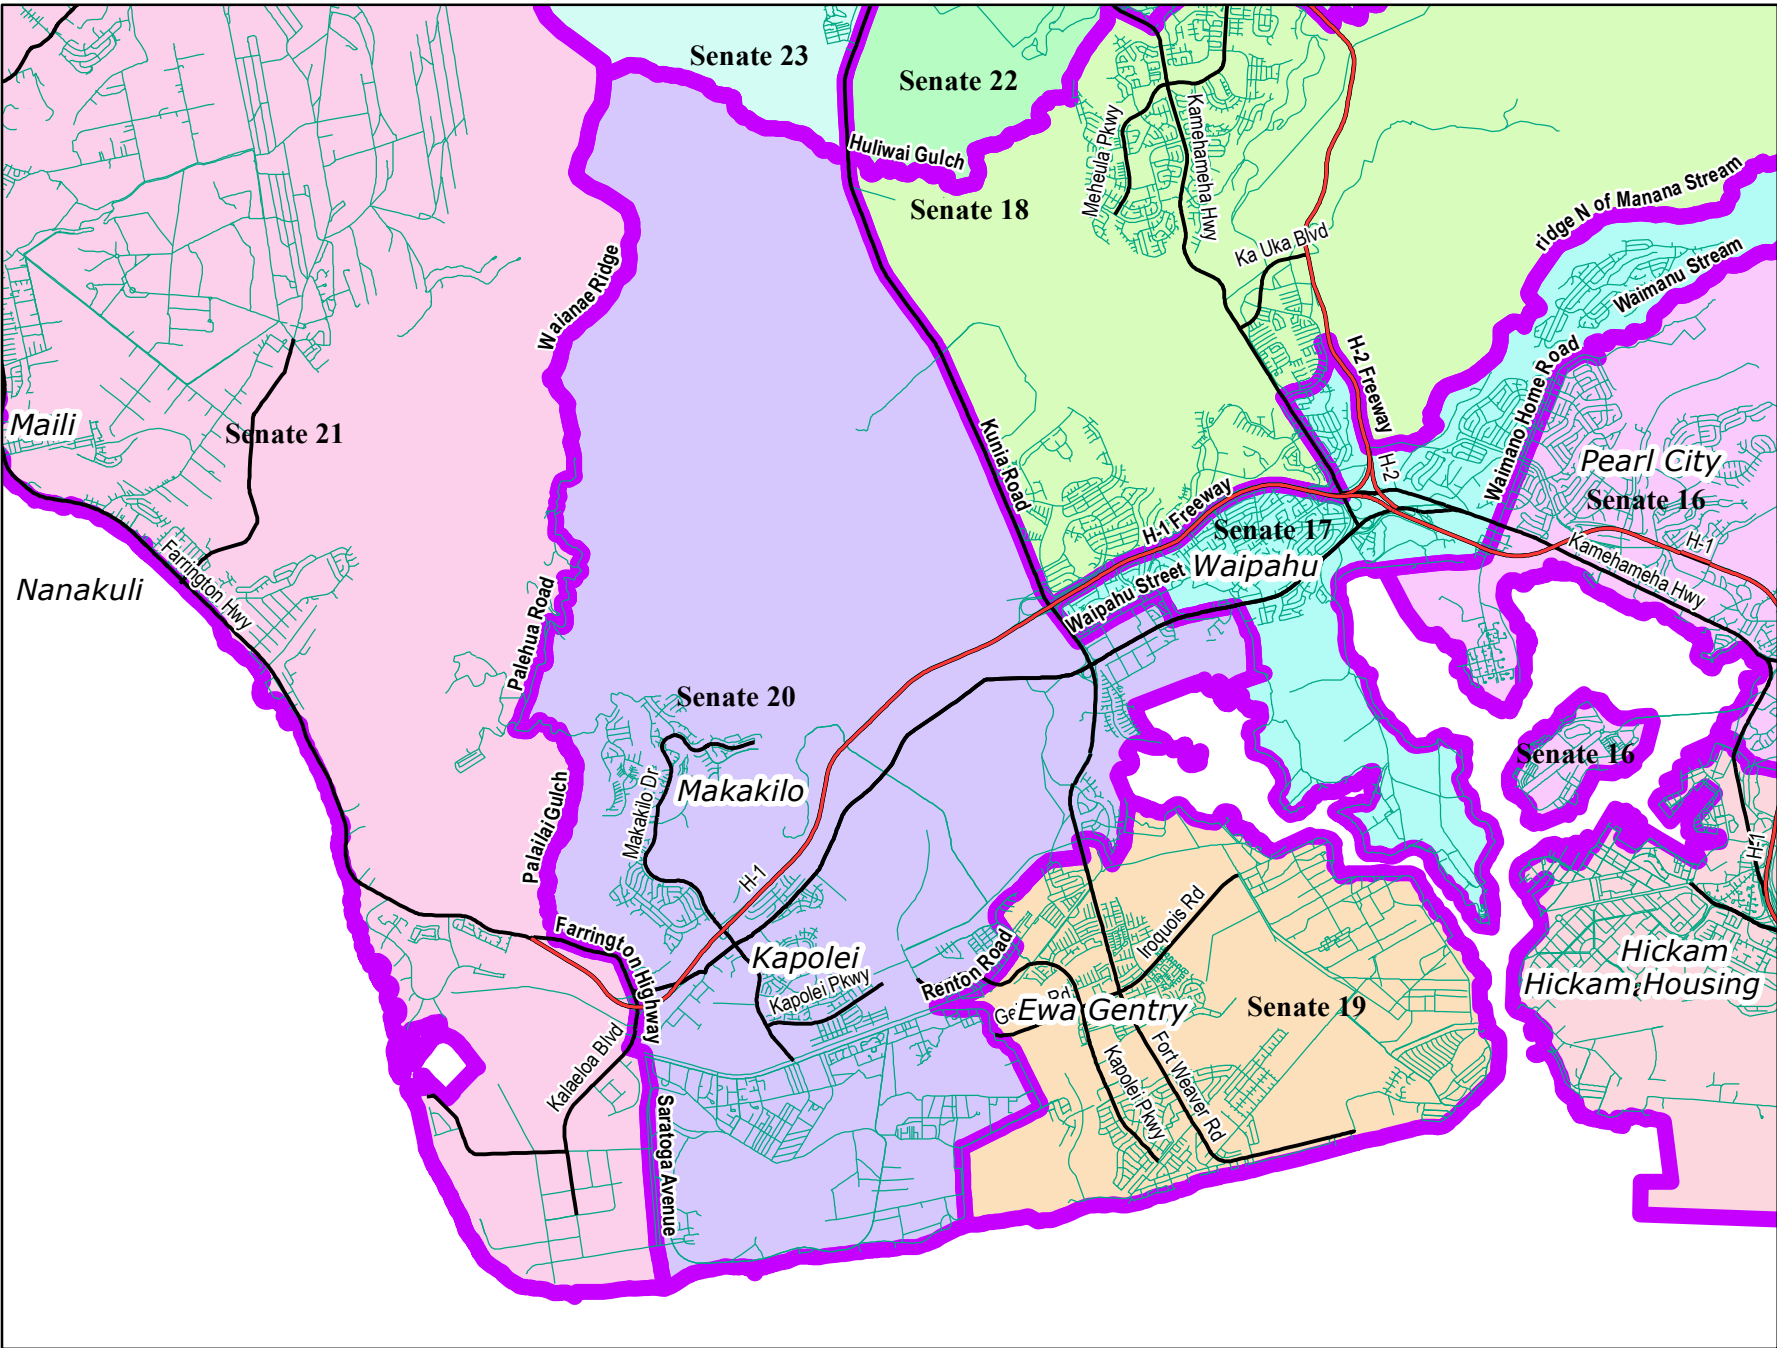 Senate 23
Senate 22
Huliwai Gulch
Meheula Pkwy
Kamehameha Hwy
Senate 18
Ka Uka Blvd
ridge N of Manana Stream
Waimanu Stream
Waianae Ridge
H-2 Freeway
Waimano Home Road
Maili
Senate 21
Kunia Road
H-2
Pearl City
Senate 16
H-1 Freeway
Senate 17
H-1
Kamehameha Hwy
Farrington Hwy
Nanakuli
Waipahu Street
Waipahu
Palehua Road
Senate 20
Senate 16
Makakilo Dr
Makakilo
Palailai Gulch
H-1
H-1
Farrington Highway
Kapolei
Kapolei Pkwy
Renton Road
Iroquois Rd
Hickam
Hickam Housing
Ewa Gentry
Senate 19
Kalaeloa Blvd
Kapolei Pkwy
Fort Weaver Rd
Saratoga Avenue